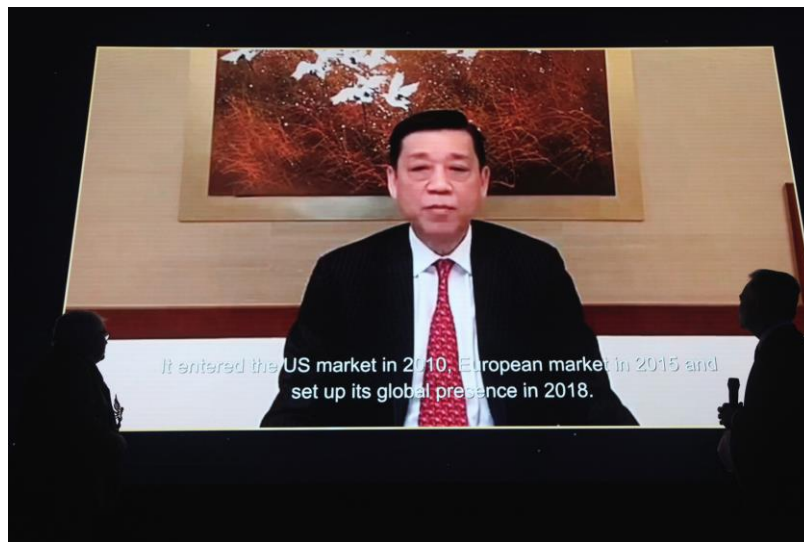 It entered the US market in 2010, European market in 2015 and
set up its global presence in 2018.